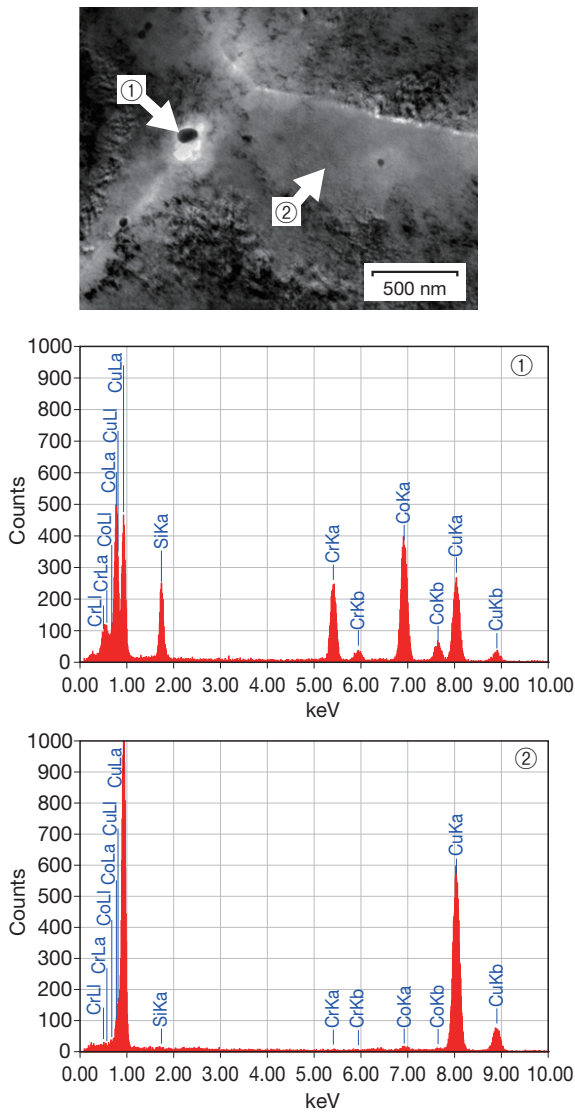 ①
②
500 nm
①
1000
900
800
700
600
500
400
300
200
100
0
Counts
CrLl
CrLa
CoLl
CoLa
CuLl
CuLa
SiKa
CrKa
CrKb
CoKa
CoKb
CuKa
CuKb
0.00 1.00 2.00 3.00 4.00 5.00 6.00 7.00 8.00 9.00 10.00
keV
②
1000
900
800
700
600
500
400
300
200
100
0
Counts
CrLl
CrLa
CoLl
CoLa
CuLl
CuLa
SiKa
CrKa
CrKb
CoKa
CoKb
CuKa
CuKb
0.00 1.00 2.00 3.00 4.00 5.00 6.00 7.00 8.00 9.00 10.00
keV